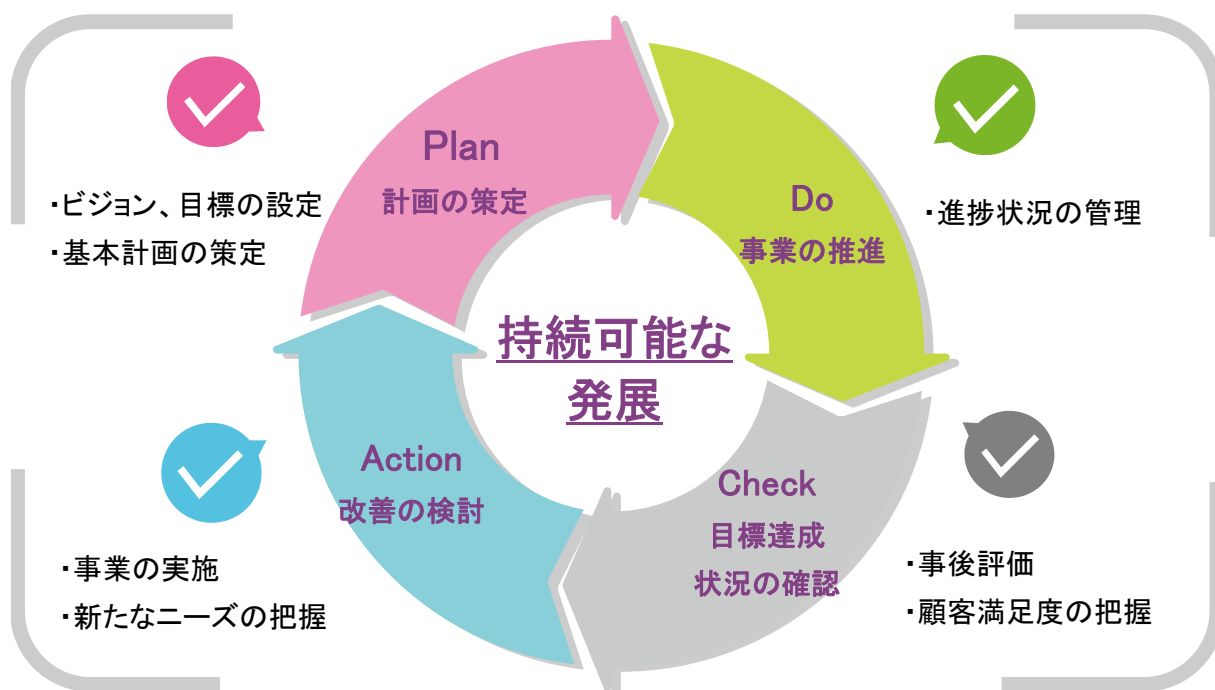 Plan
計画の策定
・ビジョン、目標の設定
・基本計画の策定
Do
事業の推進
・進捗状況の管理
持続可能な
発展
Check
目標達成
状況の確認
・事後評価
・顧客満足度の把握
Action
改善の検討
・事業の実施
・新たなニーズの把握